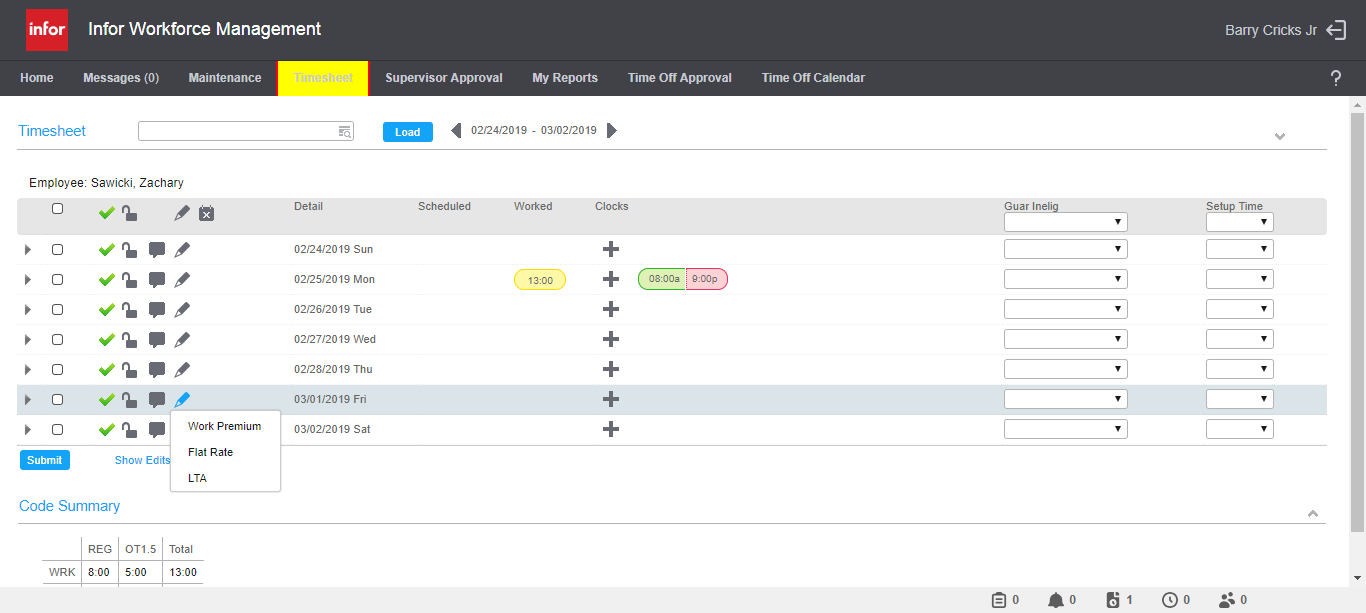 infor Infor Workforce Management Barry Cricks Jr
Home Messages (0) Maintenance Timesheet Supervisor Approval My Reports Time Off Approval Time Off Calendar ?
Timesheet Load 02/24/2019 - 03/02/2019
Employee: Sawicki, Zachary
Detail Scheduled Worked Clocks Guar Inelig Setup Time
02/24/2019 Sun
02/25/2019 Mon 13:00 08:00a 9:00p
02/26/2019 Tue
02/27/2019 Wed
02/28/2019 Thu
03/01/2019 Fri
Work Premium
03/02/2019 Sat
Flat Rate
Submit Show Edits
LTA
Code Summary
REG OT1.5 Total
WRK 8:00 5:00 13:00
0 0 1 0 0